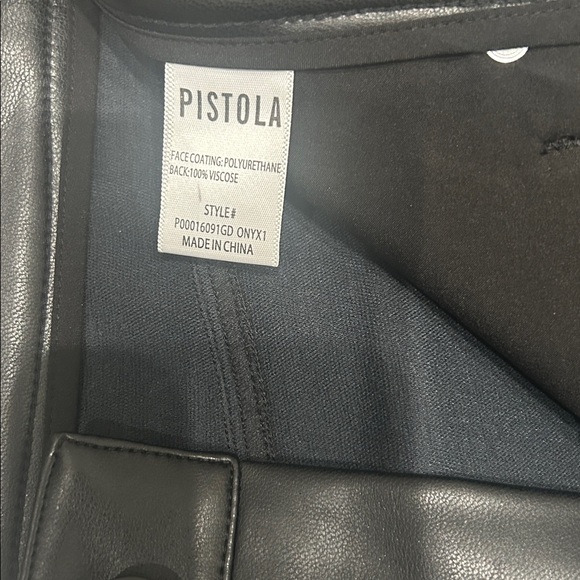 PISTOLA
FACE COATING: POLYURETHANE
BACK:100% VISCOSE
STYLE#
P00016091GD ONYX1
MADE IN CHINA